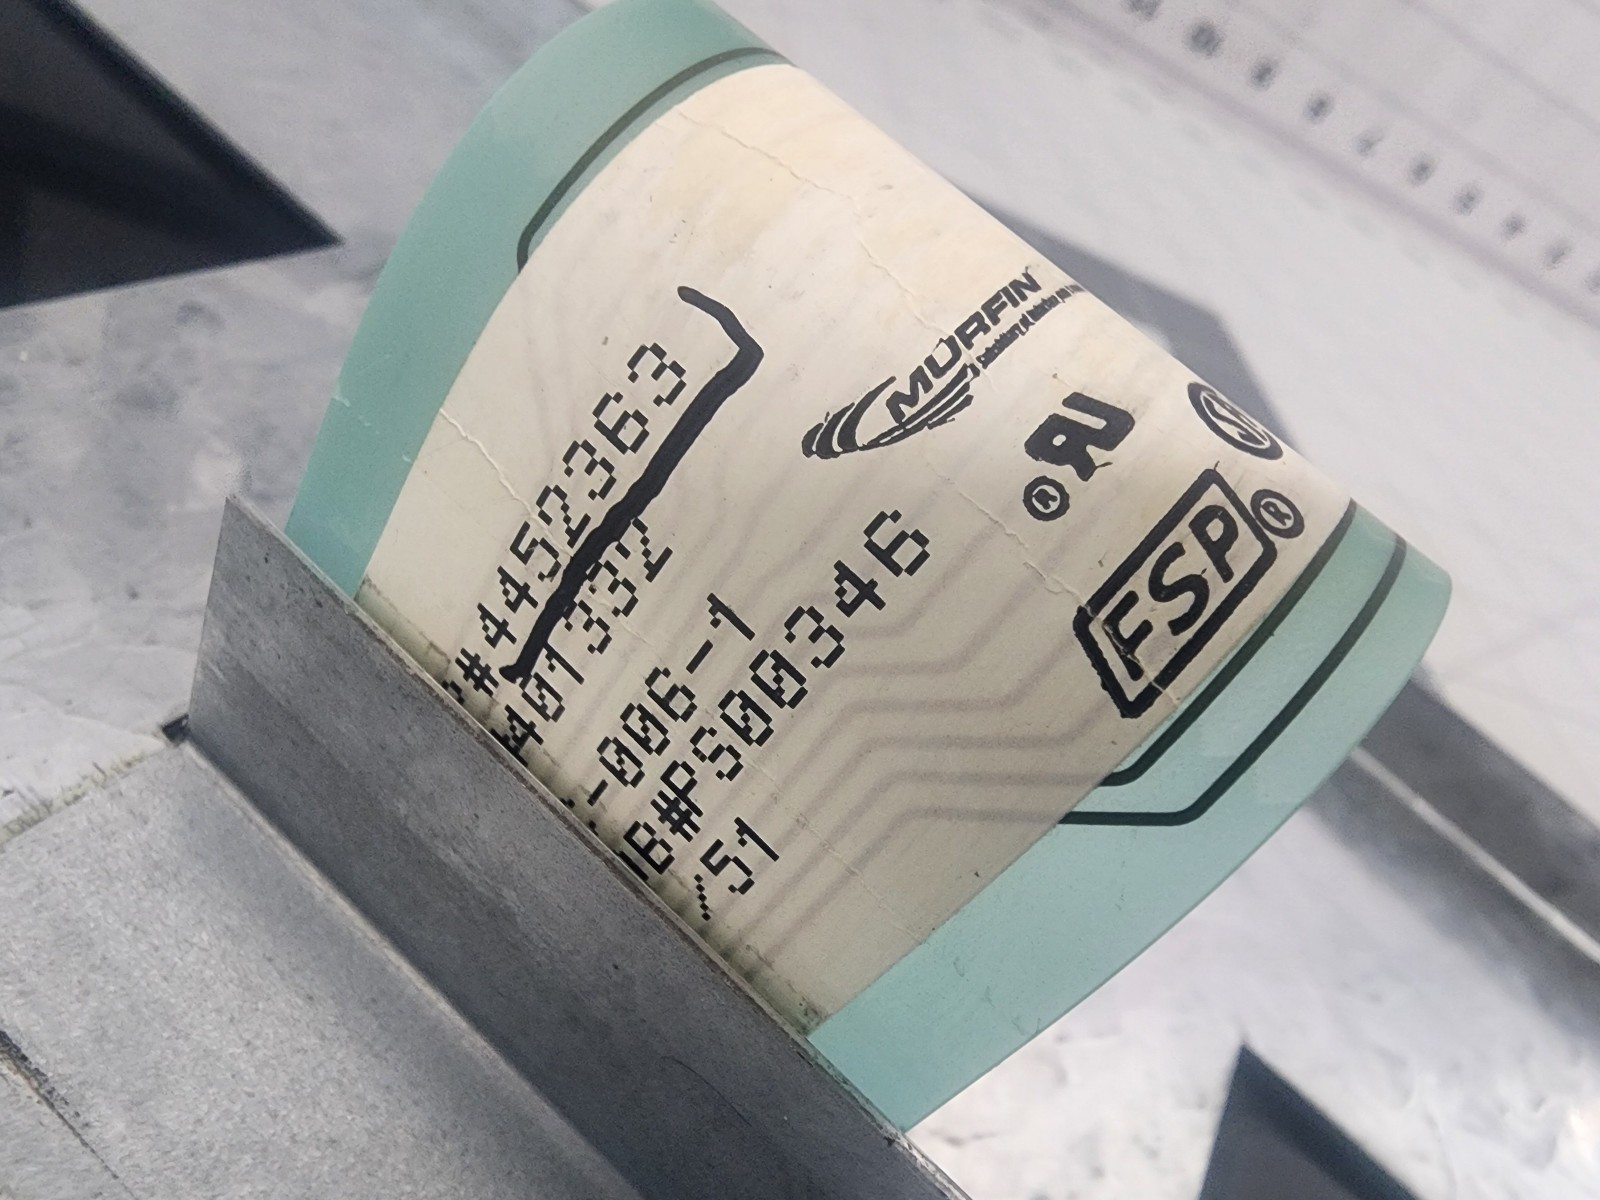 #4452363
401332
-006-1
B#PS00346
/51
MURFIN
FSP®